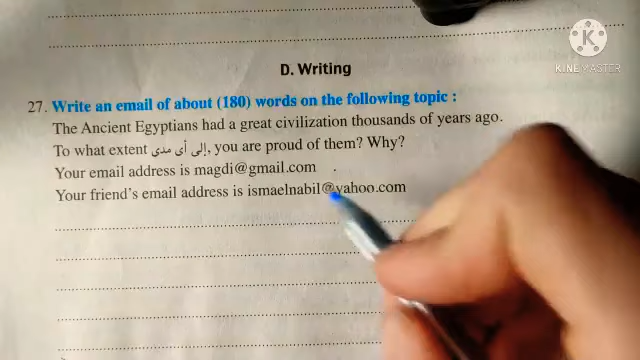 KINEMASTER
D. Writing
27. Write an email of about (180) words on the following topic :
The Ancient Egyptians had a great civilization thousands of years ago.
To what extent إلى أى مدى, you are proud of them? Why?
Your email address is magdi@gmail.com
Your friend's email address is ismaelnabil@yahoo.com